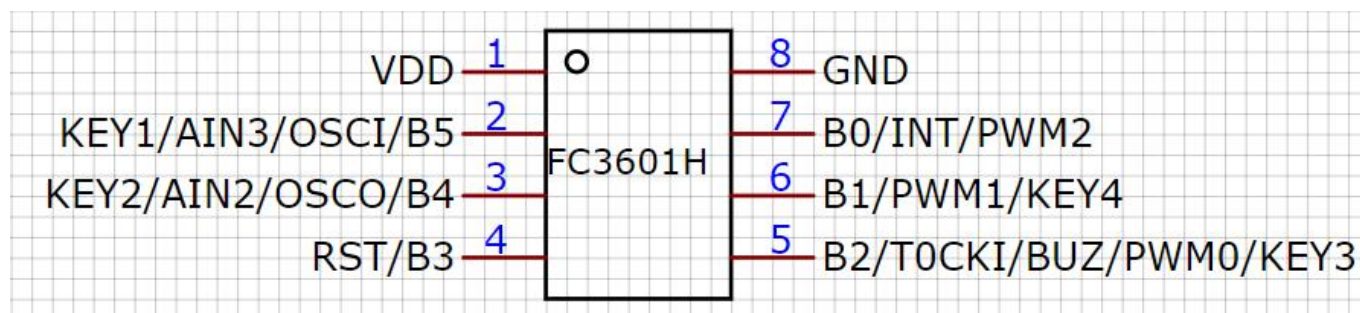 VDD 1 8 GND
KEY1/AIN3/OSCI/B5 2 7 B0/INT/PWM2
FC3601H
KEY2/AIN2/OSCO/B4 3 6 B1/PWM1/KEY4
RST/B3 4 5 B2/T0CKI/BUZ/PWM0/KEY3